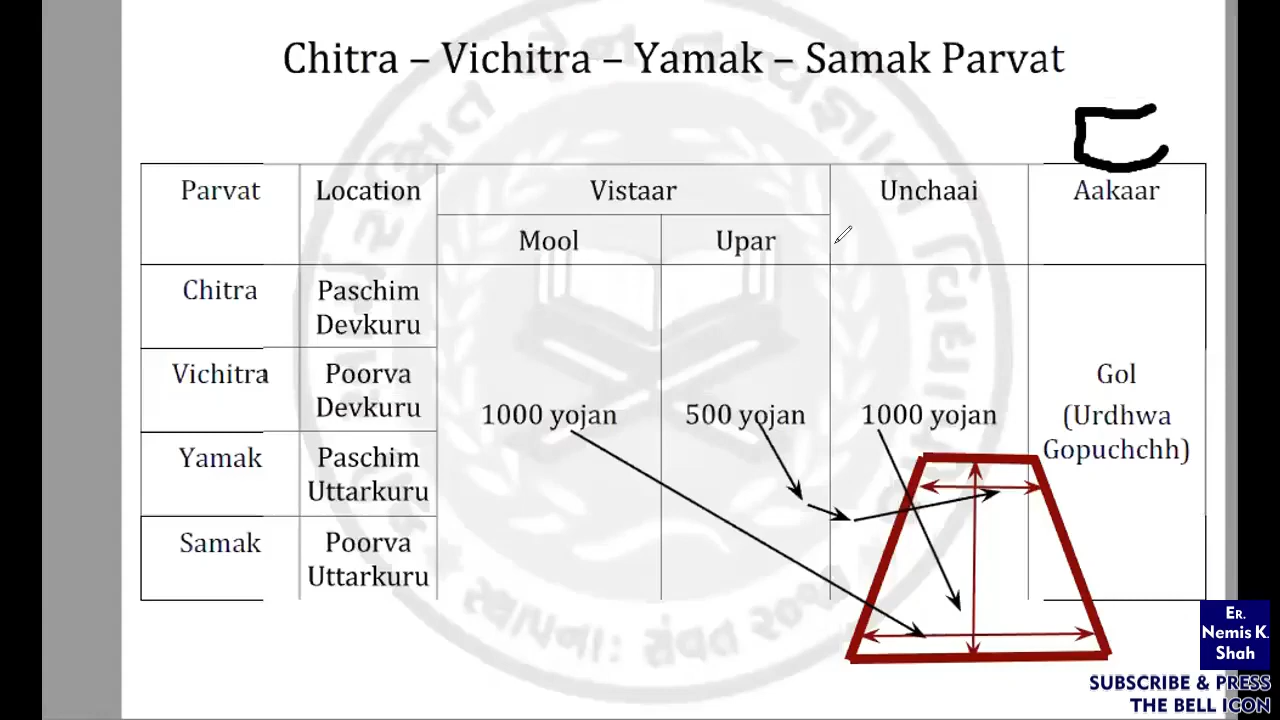 Chitra – Vichitra – Yamak – Samak Parvat
Parvat Location Vistaar Unchaai Aakaar
Mool Upar
Chitra Paschim Devkuru
Vichitra Poorva Devkuru
1000 yojan 500 yojan 1000 yojan
Gol
(Urdhwa
Gopuchchh)
Yamak Paschim Uttarkuru
Samak Poorva Uttarkuru
Er.
Nemis K.
Shah
SUBSCRIBE & PRESS
THE BELL ICON